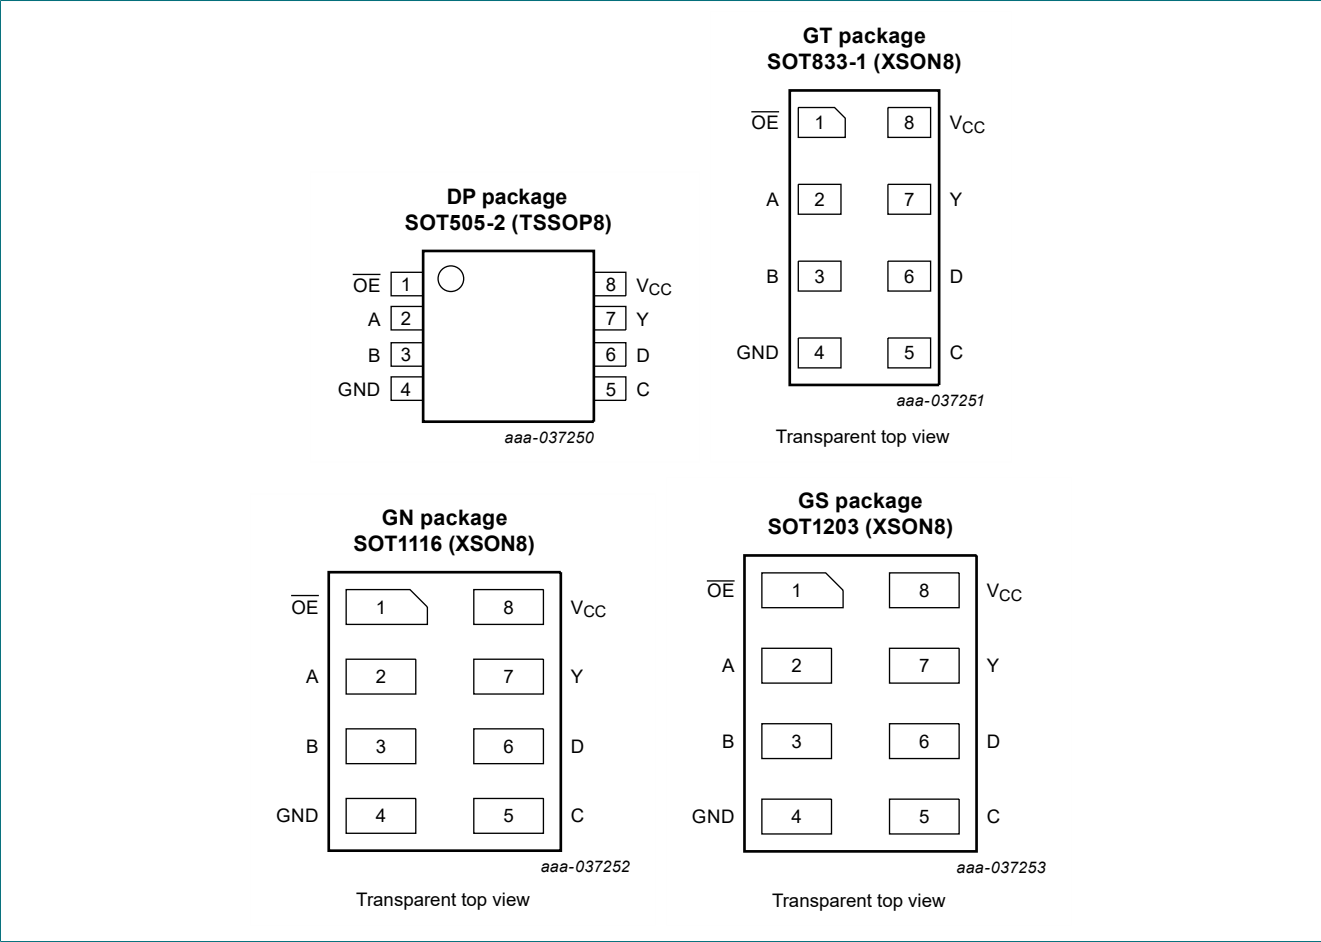 GT package
SOT833-1 (XSON8)
OE 1 8 VCC
A 2 7 Y
B 3 6 D
GND 4 5 C
aaa-037251
Transparent top view
DP package
SOT505-2 (TSSOP8)
OE 1 8 VCC
A 2 7 Y
B 3 6 D
GND 4 5 C
aaa-037250
GN package
SOT1116 (XSON8)
OE 1 8 VCC
A 2 7 Y
B 3 6 D
GND 4 5 C
aaa-037252
Transparent top view
GS package
SOT1203 (XSON8)
OE 1 8 VCC
A 2 7 Y
B 3 6 D
GND 4 5 C
aaa-037253
Transparent top view